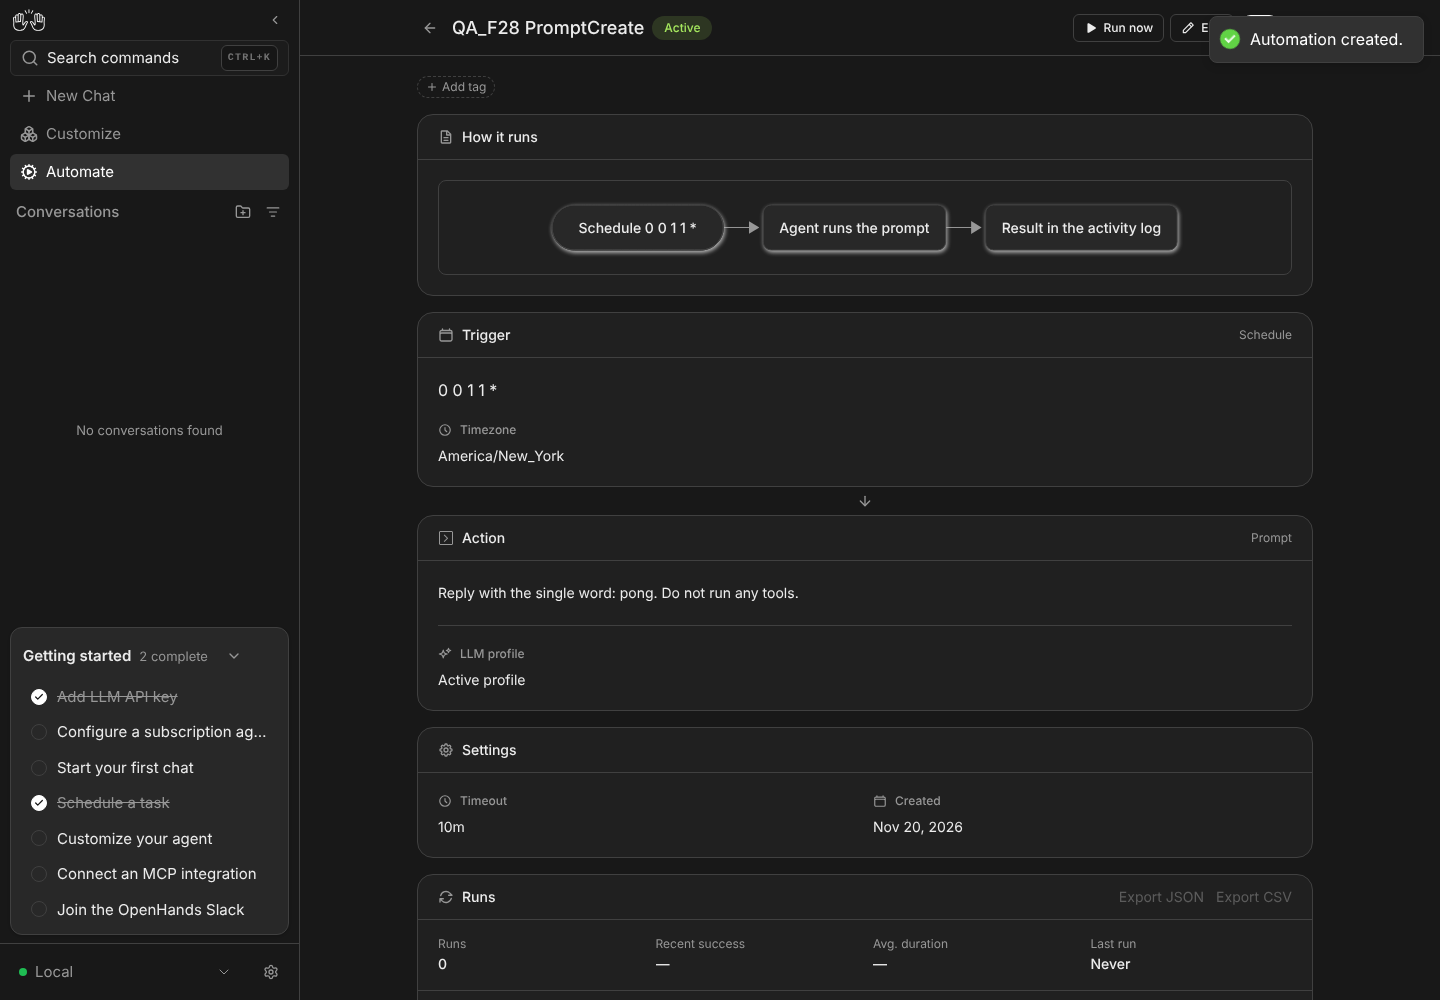 QA_F28 PromptCreate
Active
Run now
Automation created.
Search commands
CTRL+K
New Chat
Customize
Automate
Conversations
No conversations found
Getting started
2 complete
Add LLM API key
Configure a subscription ag...
Start your first chat
Schedule a task
Customize your agent
Connect an MCP integration
Join the OpenHands Slack
Local
Add tag
How it runs
Schedule 0 0 1 1 *
Agent runs the prompt
Result in the activity log
Trigger
Schedule
0 0 1 1 *
Timezone
America/New_York
Action
Prompt
Reply with the single word: pong. Do not run any tools.
LLM profile
Active profile
Settings
Timeout
10m
Created
Nov 20, 2026
Runs
Export JSON
Export CSV
Runs
0
Recent success
—
Avg. duration
—
Last run
Never